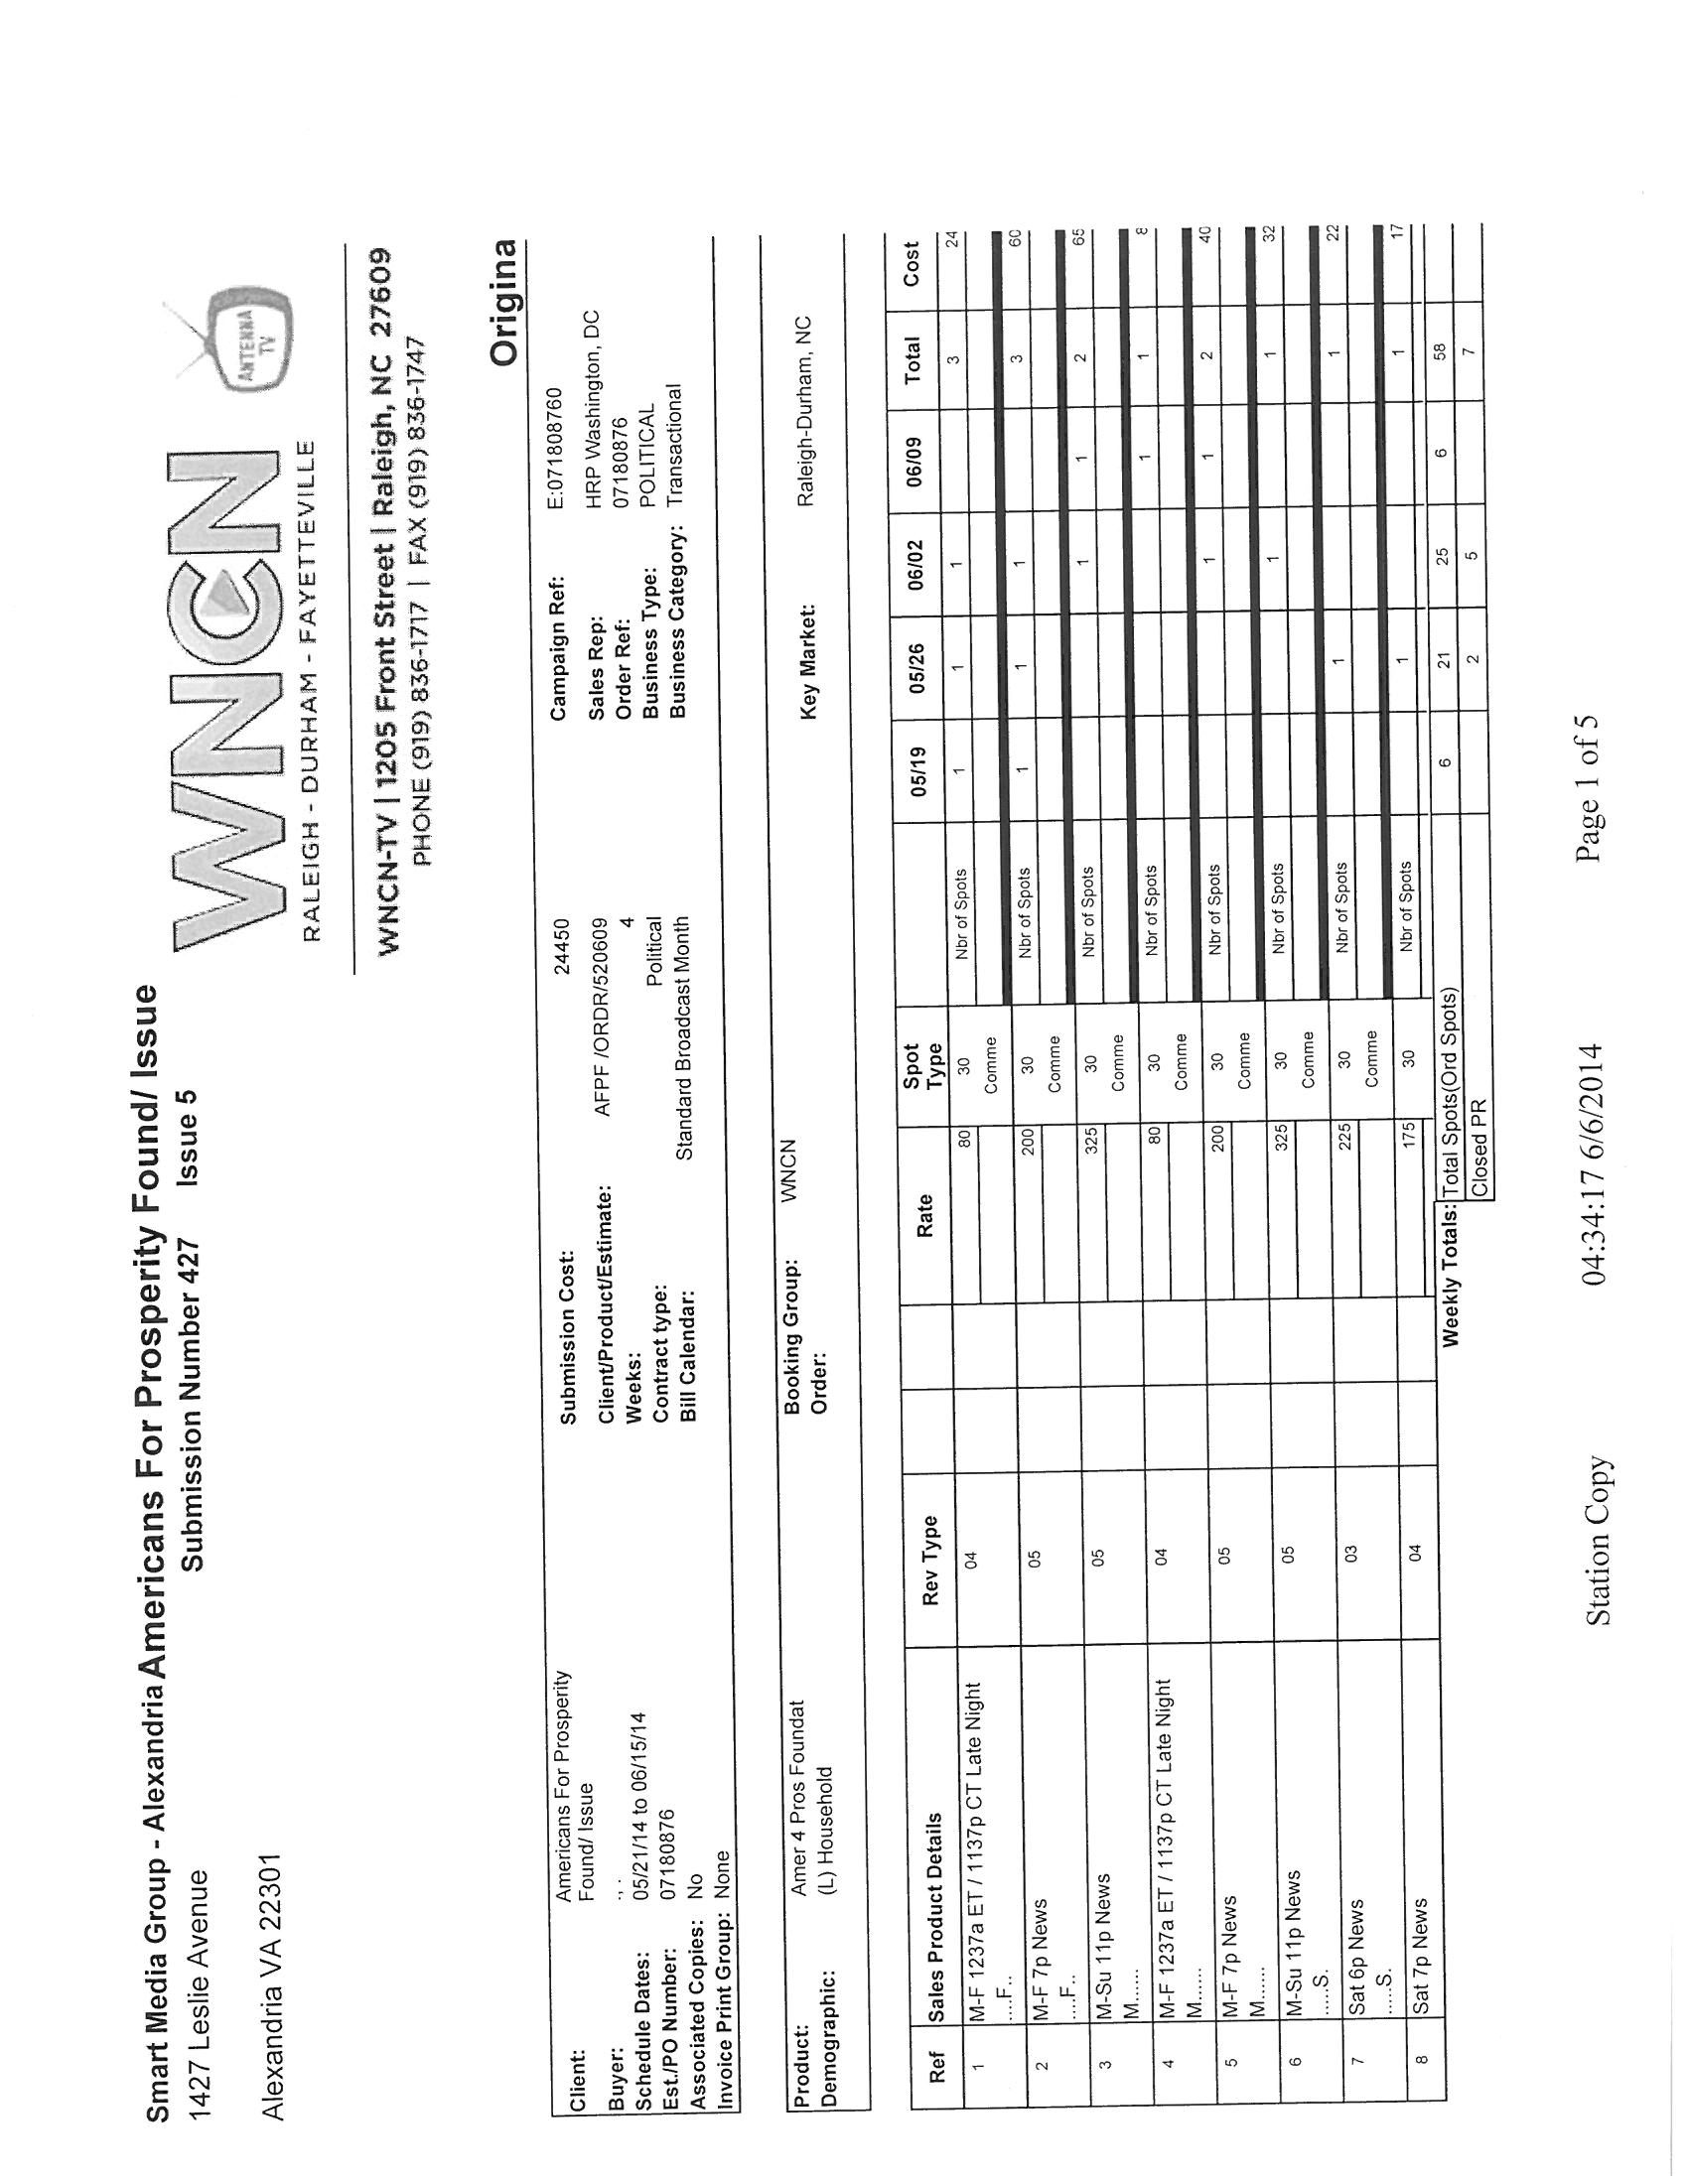 Smart Media Group - Alexandria Americans For Prosperity Found/ Issue
1427 Leslie Avenue Submission Number 427 Issue 5
Alexandria VA 22301
WNCN
ANTENNA TV
RALEIGH - DURHAM - FAYETTEVILLE
WNCN-TV | 1205 Front Street | Raleigh, NC 27609
PHONE (919) 836-1717 | FAX (919) 836-1747
Origina
Client: Americans For Prosperity Submission Cost: 24450 Campaign Ref: E:071808760
Found/ Issue Client/Product/Estimate: AFPF /ORDR/520609 Sales Rep: HRP Washington, DC
Buyer: ., . Weeks: 4 Order Ref: 07180876
Schedule Dates: 05/21/14 to 06/15/14 Contract type: Political Business Type: POLITICAL
Est./PO Number: 07180876 Bill Calendar: Standard Broadcast Month Business Category: Transactional
Associated Copies: No
Invoice Print Group: None
Product: Amer 4 Pros Foundat Booking Group: WNCN Key Market: Raleigh-Durham, NC
Demographic: (L) Household Order:
Ref Sales Product Details Rev Type Rate Spot Type 05/19 05/26 06/02 06/09 Total Cost
1 M-F 1237a ET / 1137p CT Late Night 04 80 30 Nbr of Spots 1 1 1 3 24
....F.. Comme
2 M-F 7p News 05 200 30 Nbr of Spots 1 1 1 3 60
....F.. Comme
3 M-Su 11p News 05 325 30 Nbr of Spots 1 1 2 65
M...... Comme
4 M-F 1237a ET / 1137p CT Late Night 04 80 30 Nbr of Spots 1 1 8
M...... Comme
5 M-F 7p News 05 200 30 Nbr of Spots 1 1 2 40
M...... Comme
6 M-Su 11p News 05 325 30 Nbr of Spots 1 1 32
.....S. Comme
7 Sat 6p News 03 225 30 Nbr of Spots 1 1 22
.....S. Comme
8 Sat 7p News 04 175 30 Nbr of Spots 1 1 17
Weekly Totals: Total Spots(Ord Spots) 6 21 25 6 58
Closed PR 2 5 7
Station Copy 04:34:17 6/6/2014 Page 1 of 5